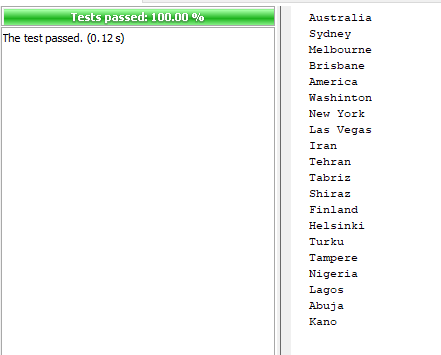 Tests passed: 100.00 %
The test passed. (0.12 s)
Australia
Sydney
Melbourne
Brisbane
America
Washinton
New York
Las Vegas
Iran
Tehran
Tabriz
Shiraz
Finland
Helsinki
Turku
Tampere
Nigeria
Lagos
Abuja
Kano